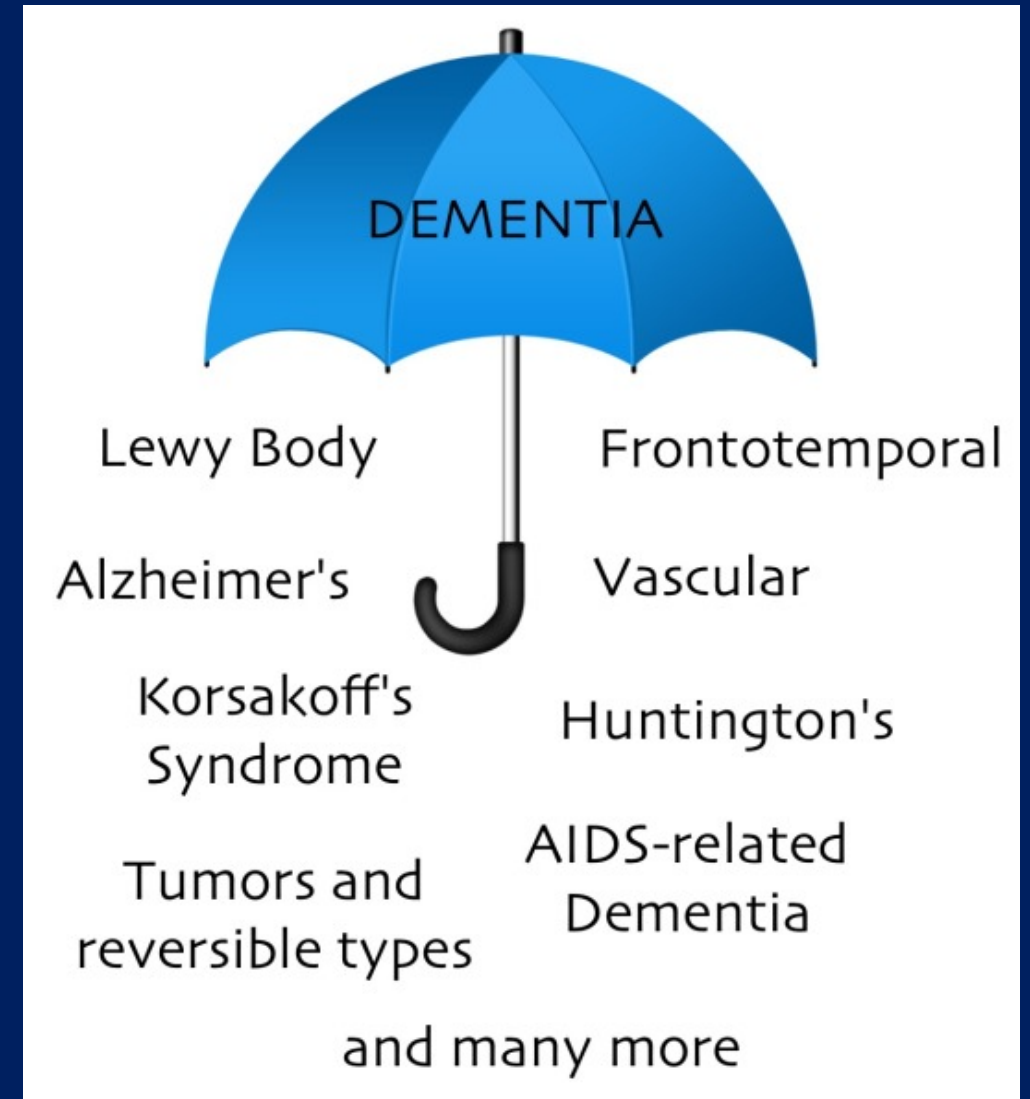 DEMENTIA
Lewy Body
Frontotemporal
Alzheimer's
Vascular
Korsakoff's
Syndrome
Huntington's
Tumors and
reversible types
AIDS-related
Dementia
and many more